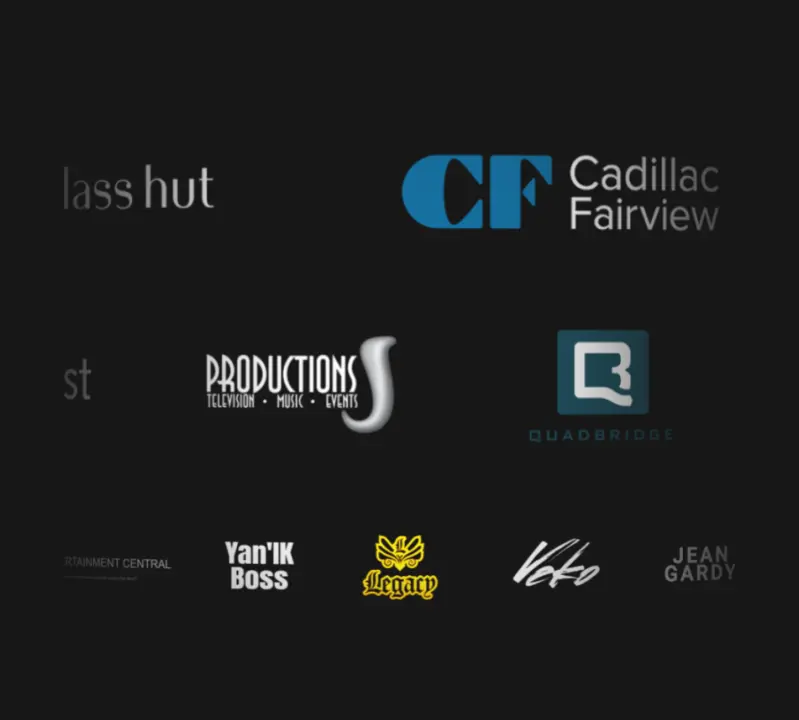 lass hut
CF
Cadillac
Fairview
st
PRODUCTIONS J
TELEVISION • MUSIC • EVENTS
QUADBRIDGE
RTAINMENT CENTRAL
Yan'IK
Boss
L
Legacy
Veko
JEAN
GARDY